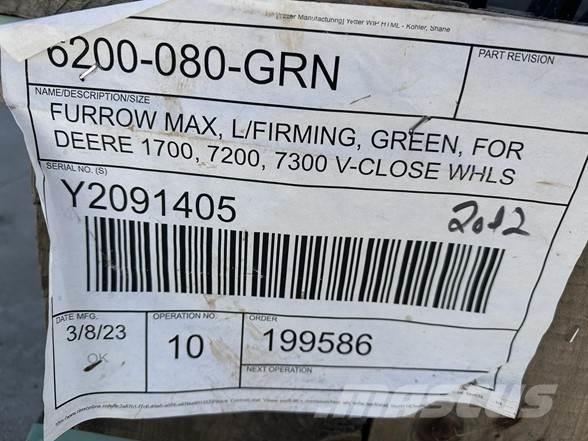 Yetter Manufacturing| Yetter WIP HTML - Kohler, Shane
6200-080-GRN
PART REVISION
NAME/DESCRIPTION/SIZE
FURROW MAX, L/FIRMING, GREEN, FOR
DEERE 1700, 7200, 7300 V-CLOSE WHLS
SERIAL NO. (S)
Y2091405
2012
DATE MFG.
3/8/23
OK
OPERATION NO.
10
ORDER
199586
NEXT OPERATION
mascus